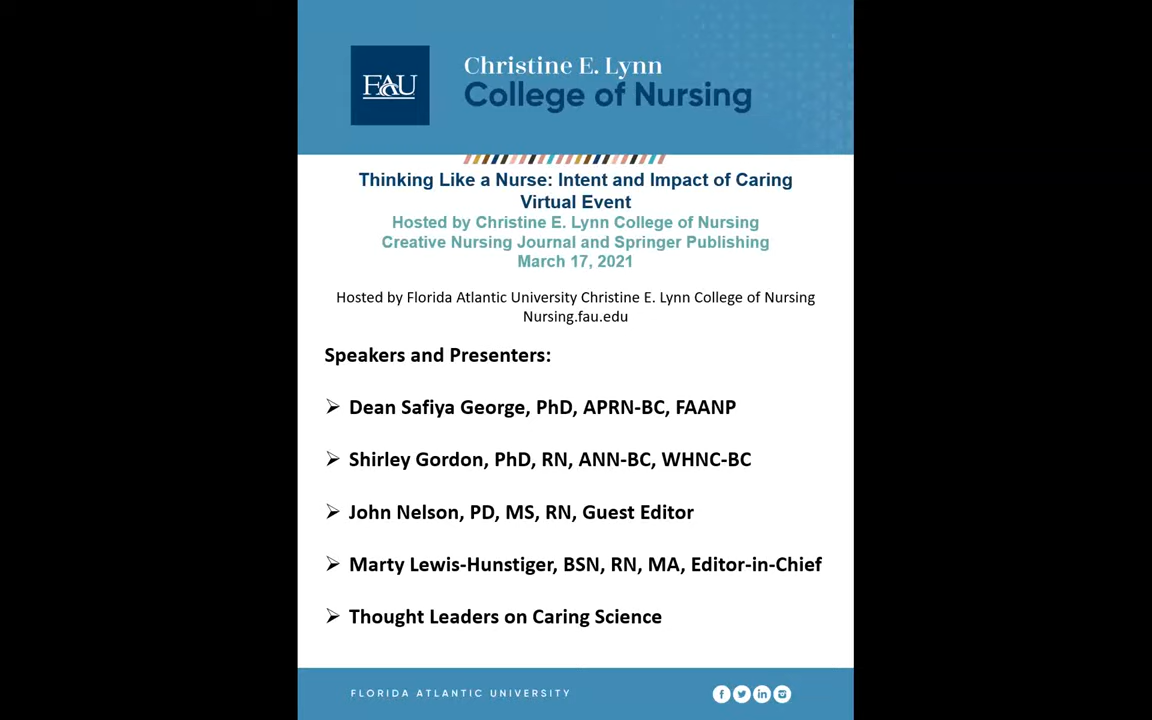 FAU
Christine E. Lynn
College of Nursing
Thinking Like a Nurse: Intent and Impact of Caring
Virtual Event
Hosted by Christine E. Lynn College of Nursing
Creative Nursing Journal and Springer Publishing
March 17, 2021
Hosted by Florida Atlantic University Christine E. Lynn College of Nursing
Nursing.fau.edu
Speakers and Presenters:
➢ Dean Safiya George, PhD, APRN-BC, FAANP
➢ Shirley Gordon, PhD, RN, ANN-BC, WHNC-BC
➢ John Nelson, PD, MS, RN, Guest Editor
➢ Marty Lewis-Hunstiger, BSN, RN, MA, Editor-in-Chief
➢ Thought Leaders on Caring Science
FLORIDA ATLANTIC UNIVERSITY